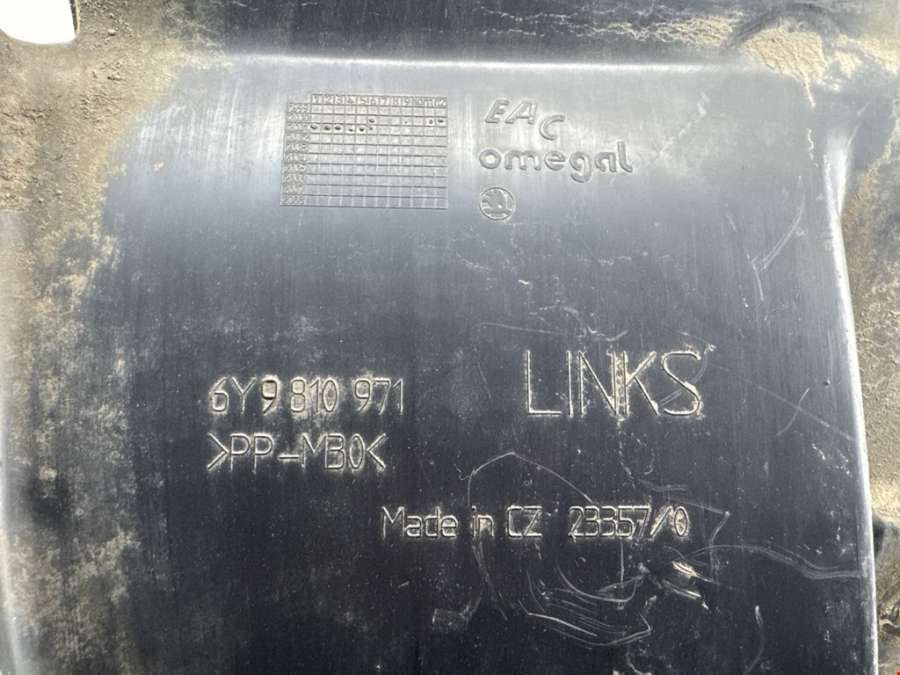 EAC
omegal
6Y9 810 971
LINKS
>PP-MB0<
Made in CZ 23357/0